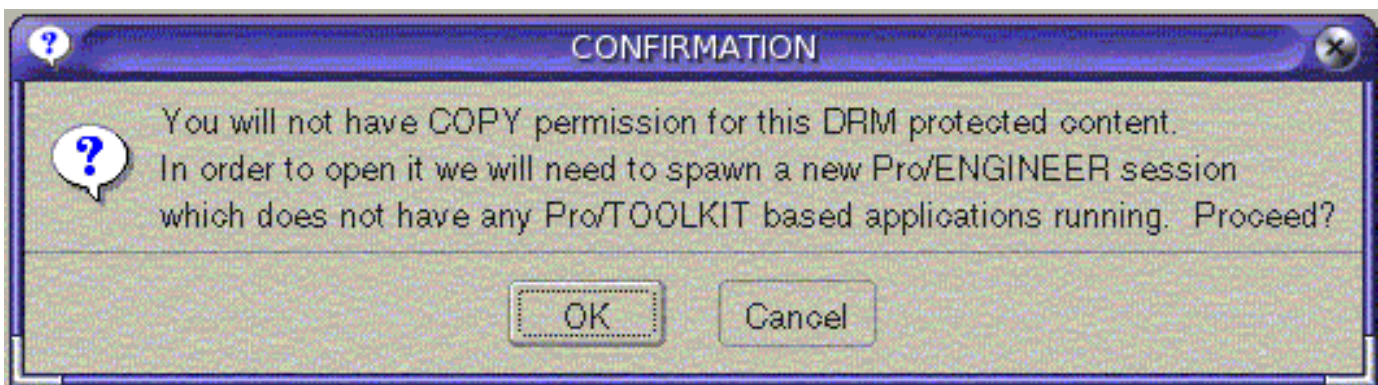 CONFIRMATION
You will not have COPY permission for this DRM protected content.
In order to open it we will need to spawn a new Pro/ENGINEER session
which does not have any Pro/TOOLKIT based applications running.  Proceed?
OK Cancel